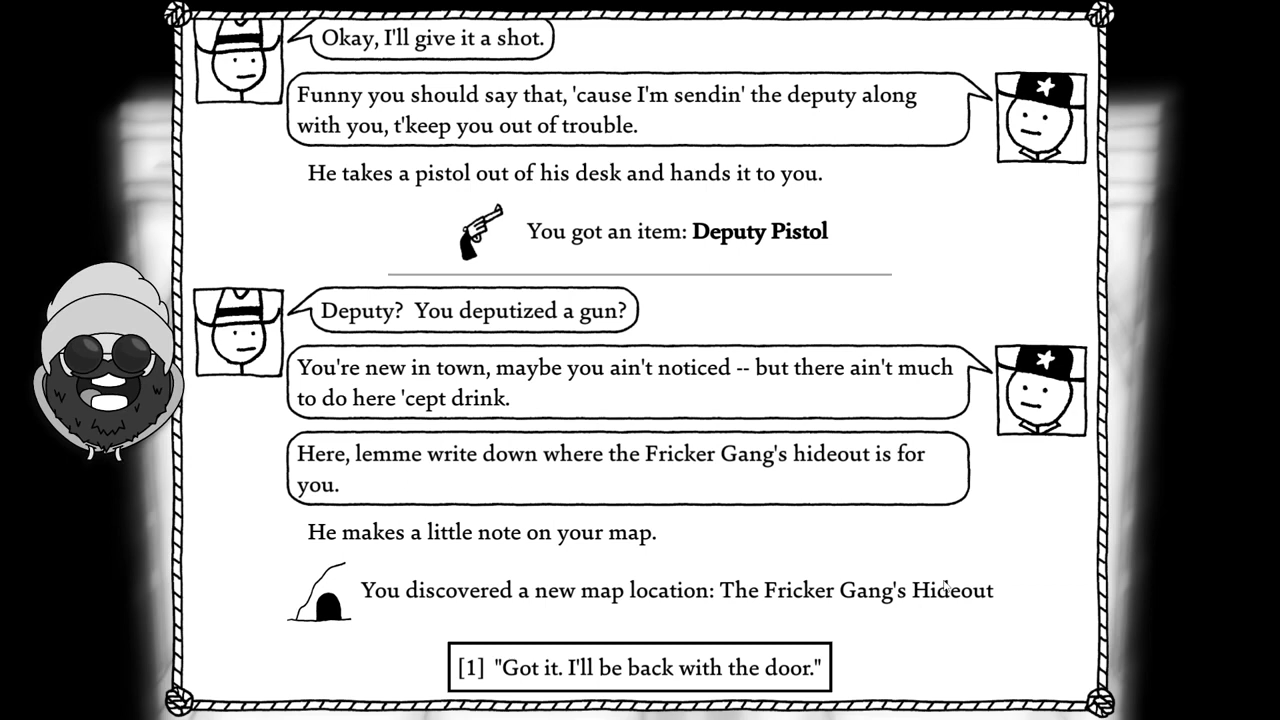 Okay, I'll give it a shot.
Funny you should say that, 'cause I'm sendin' the deputy along
with you, t'keep you out of trouble.
He takes a pistol out of his desk and hands it to you.
You got an item: Deputy Pistol
Deputy?  You deputized a gun?
You're new in town, maybe you ain't noticed -- but there ain't much
to do here 'cept drink.
Here, lemme write down where the Fricker Gang's hideout is for
you.
He makes a little note on your map.
You discovered a new map location: The Fricker Gang's Hideout
[1] "Got it. I'll be back with the door."